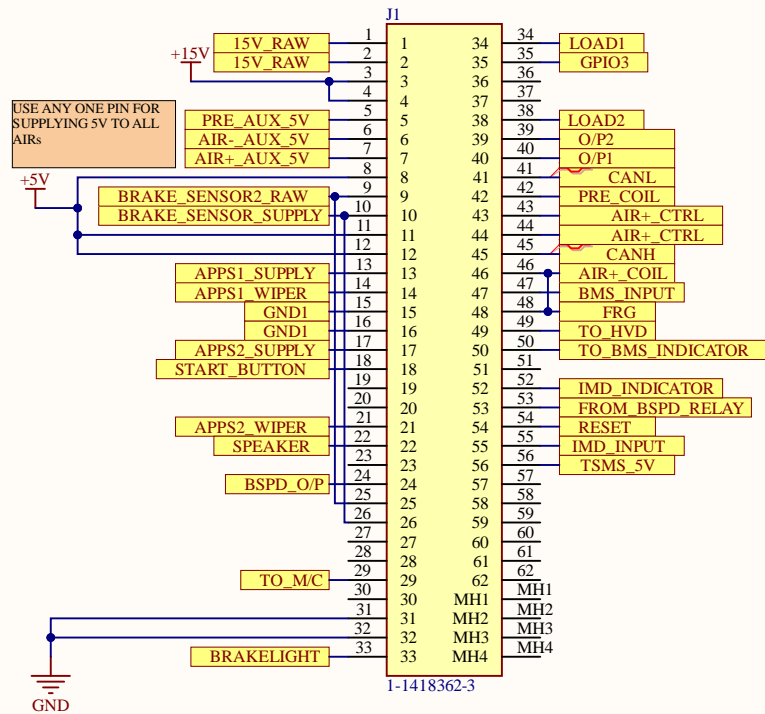 J1
+15V
15V_RAW 1 1 34 34 LOAD1
15V_RAW 2 2 35 35 GPIO3
3 3 36 36
4 4 37 37
USE ANY ONE PIN FOR
SUPPLYING 5V TO ALL
AIRs
PRE_AUX_5V 5 5 38 38 LOAD2
AIR-_AUX_5V 6 6 39 39 O/P2
AIR+_AUX_5V 7 7 40 40 O/P1
+5V
8 8 41 41 CANL
BRAKE_SENSOR2_RAW 9 9 42 42 PRE_COIL
BRAKE_SENSOR_SUPPLY 10 10 43 43 AIR+_CTRL
11 11 44 44 AIR+_CTRL
12 12 45 45 CANH
APPS1_SUPPLY 13 13 46 46 AIR+_COIL
APPS1_WIPER 14 14 47 47 BMS_INPUT
GND1 15 15 48 48 FRG
GND1 16 16 49 49 TO_HVD
APPS2_SUPPLY 17 17 50 50 TO_BMS_INDICATOR
START_BUTTON 18 18 51 51
19 19 52 52 IMD_INDICATOR
20 20 53 53 FROM_BSPD_RELAY
APPS2_WIPER 21 21 54 54 RESET
SPEAKER 22 22 55 55 IMD_INPUT
23 23 56 56 TSMS_5V
BSPD_O/P 24 24 57 57
25 25 58 58
26 26 59 59
27 27 60 60
28 28 61 61
TO_M/C 29 29 62 62
30 30 MH1 MH1
31 31 MH2 MH2
32 32 MH3 MH3
BRAKELIGHT 33 33 MH4 MH4
1-1418362-3
GND